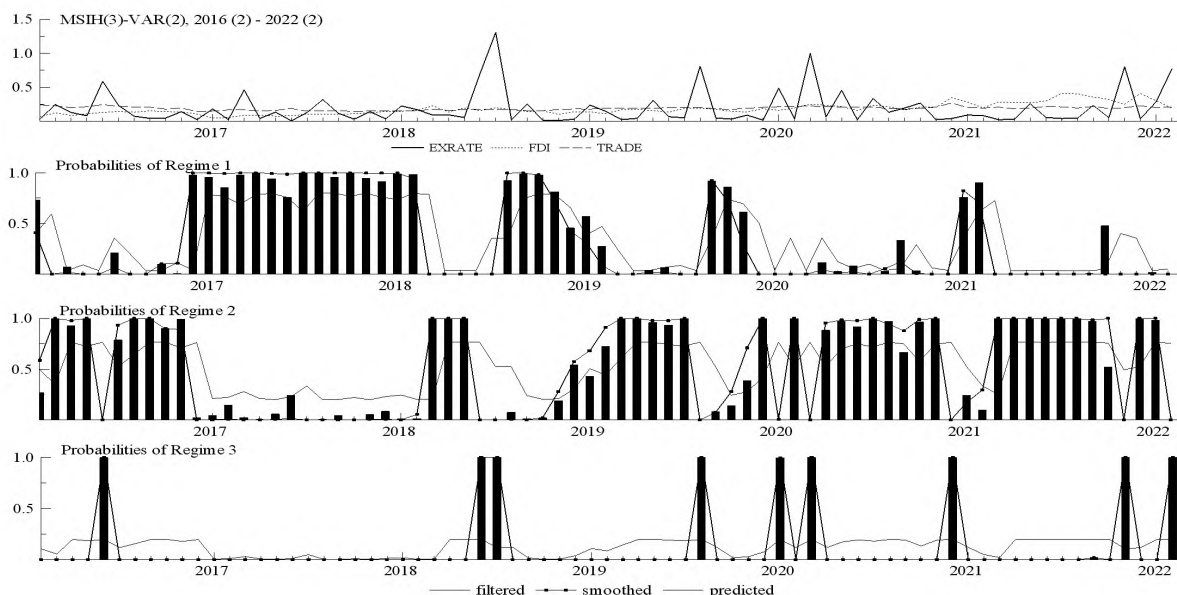 MSIH(3)-VAR(2), 2016 (2) - 2022 (2)
1.5
1.0
0.5
2017 2018 2019 2020 2021 2022
EXRATE FDI TRADE
Probabilities of Regime 1
1.0
0.5
2017 2018 2019 2020 2021 2022
Probabilities of Regime 2
1.0
0.5
2017 2018 2019 2020 2021 2022
Probabilities of Regime 3
1.0
0.5
2017 2018 2019 2020 2021 2022
filtered smoothed predicted